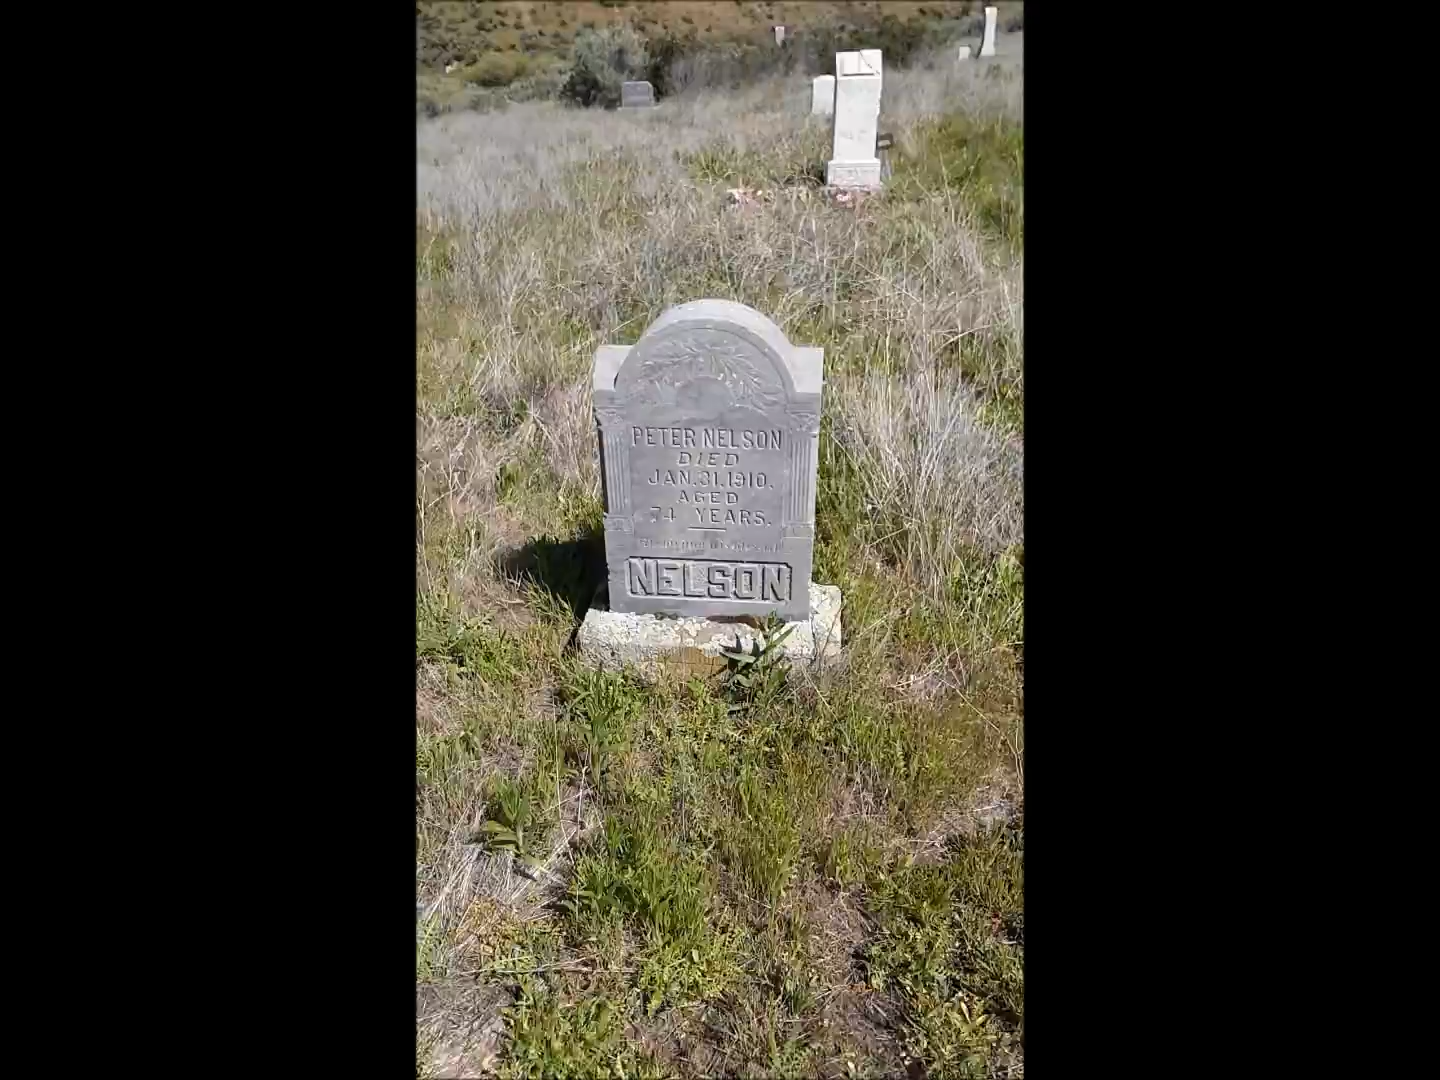 PETER NELSON
DIED
JAN. 31. 1910.
AGED
74 YEARS.
NELSON